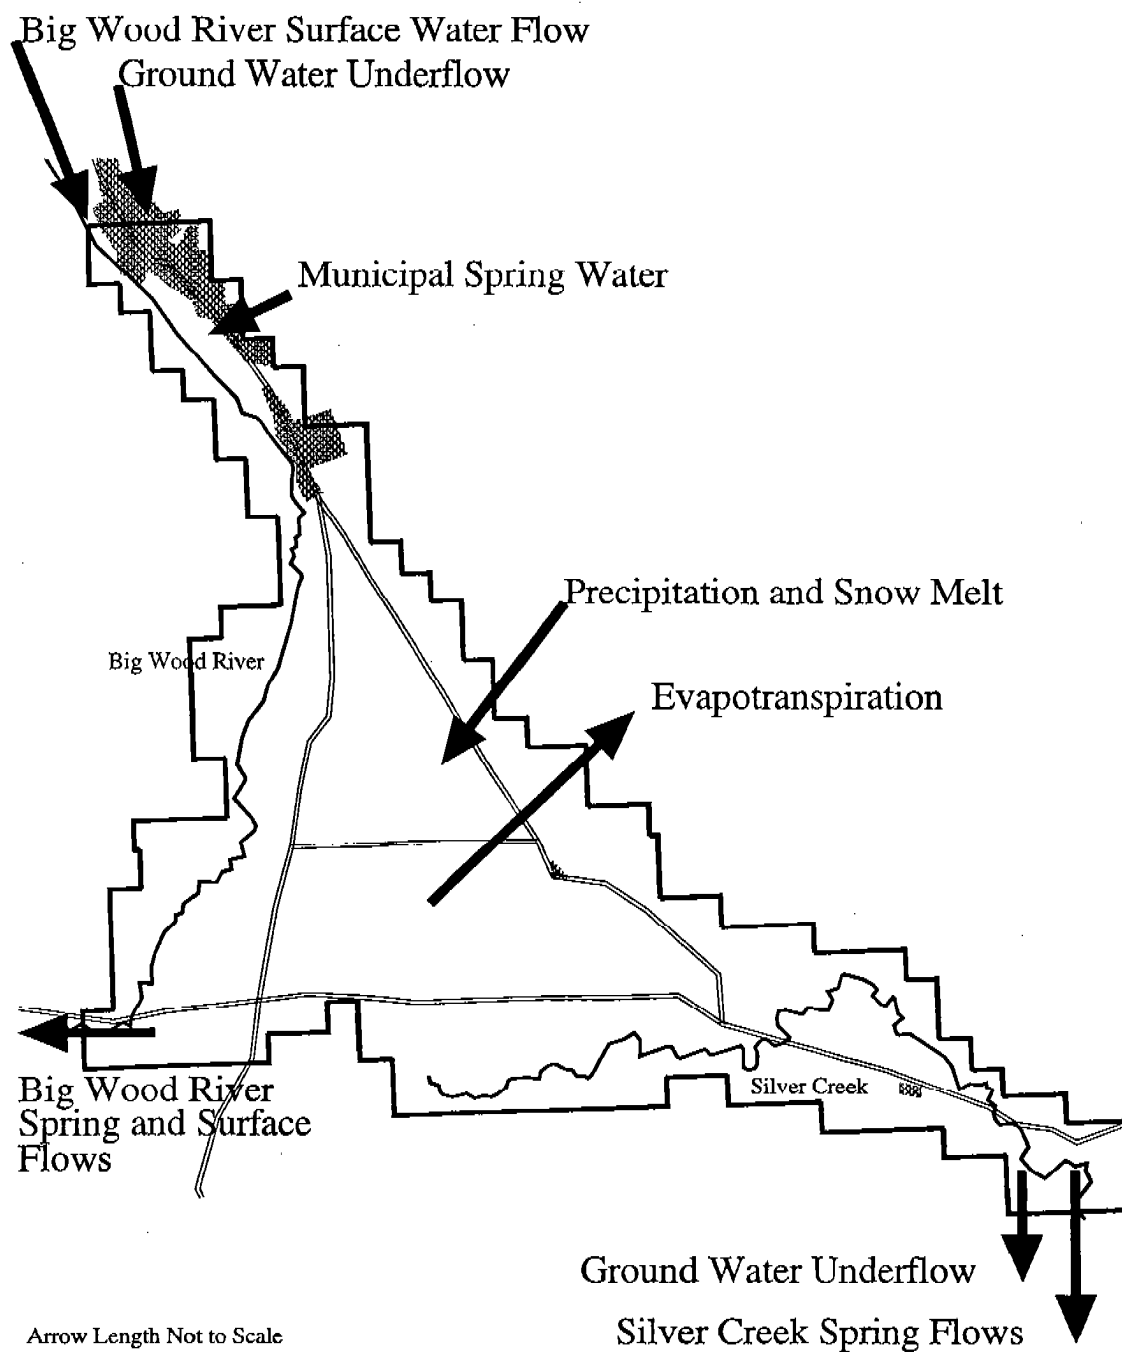 Big Wood River Surface Water Flow
Ground Water Underflow
Municipal Spring Water
Precipitation and Snow Melt
Big Wood River
Evapotranspiration
Silver Creek
Big Wood River
Spring and Surface
Flows
Ground Water Underflow
Silver Creek Spring Flows
Arrow Length Not to Scale